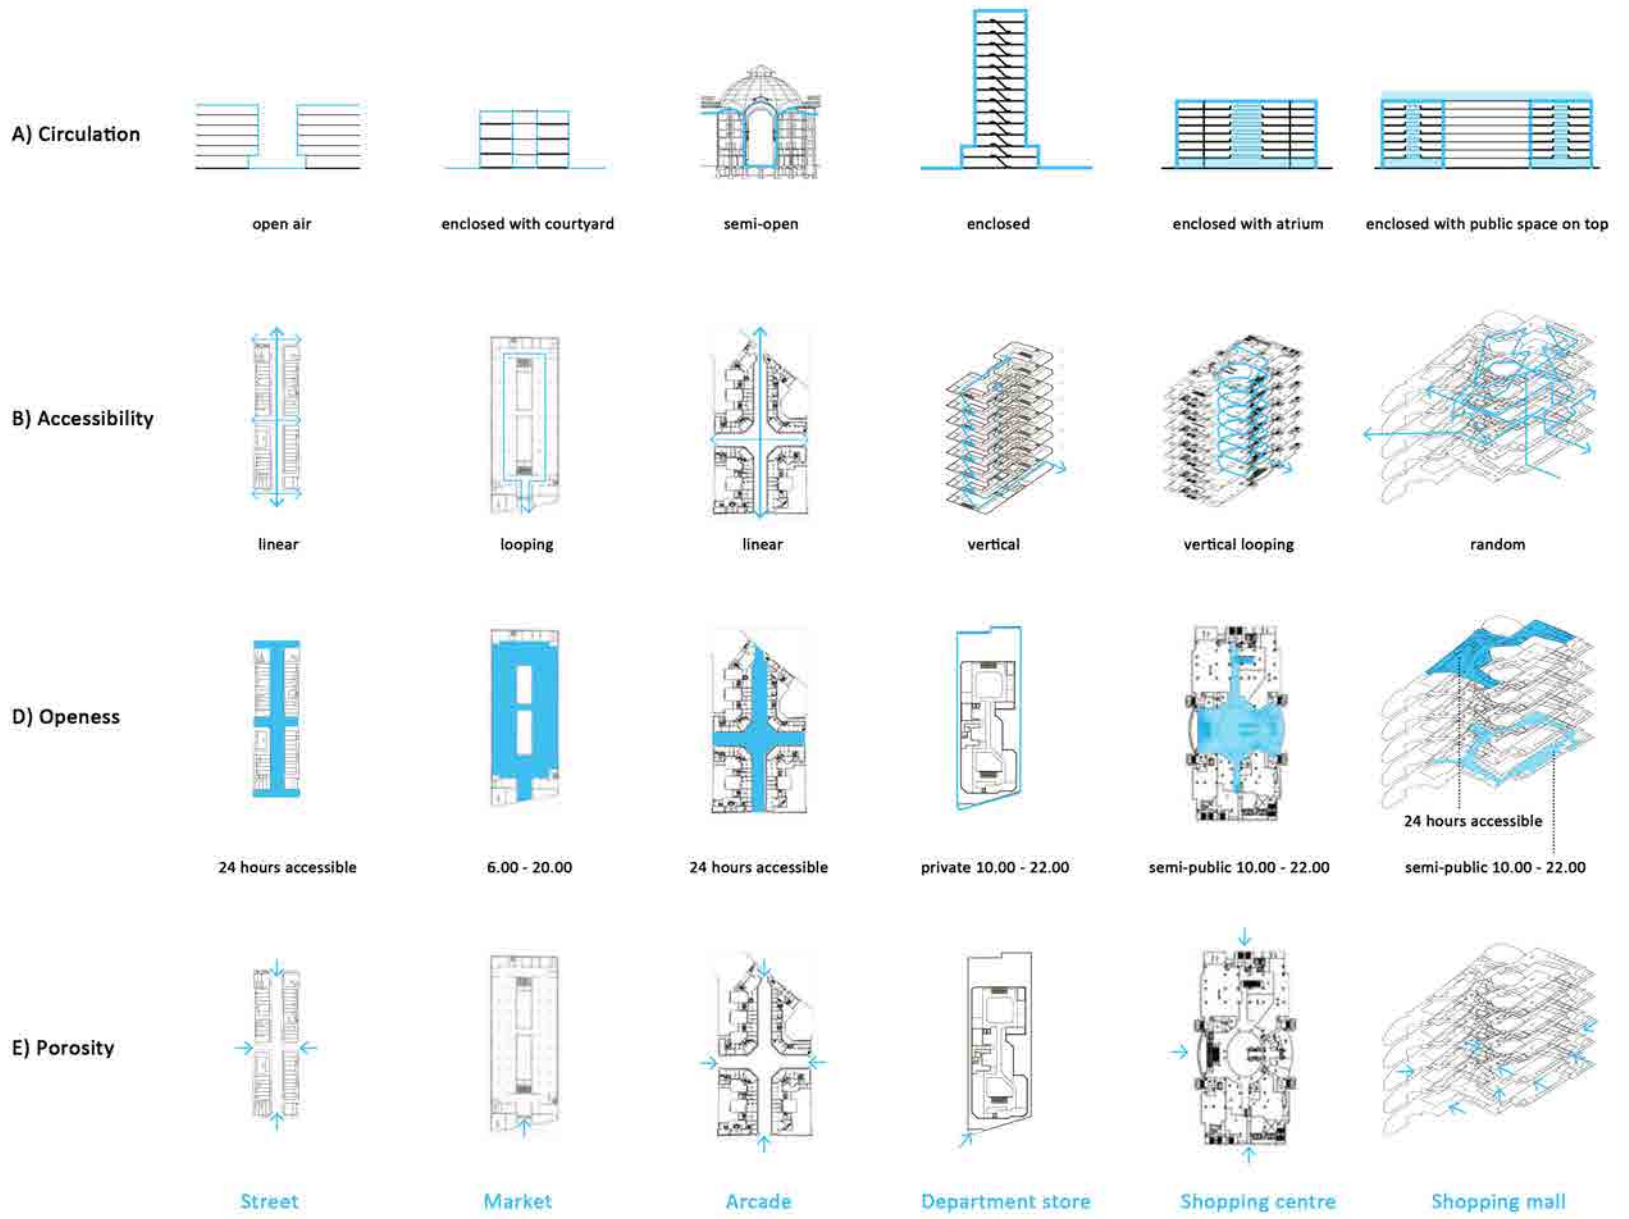 A) Circulation
open air
enclosed with courtyard
semi-open
enclosed
enclosed with atrium
enclosed with public space on top
B) Accessibility
linear
looping
linear
vertical
vertical looping
random
D) Openess
24 hours accessible
24 hours accessible
6.00 - 20.00
24 hours accessible
private 10.00 - 22.00
semi-public 10.00 - 22.00
semi-public 10.00 - 22.00
E) Porosity
Street
Market
Arcade
Department store
Shopping centre
Shopping mall